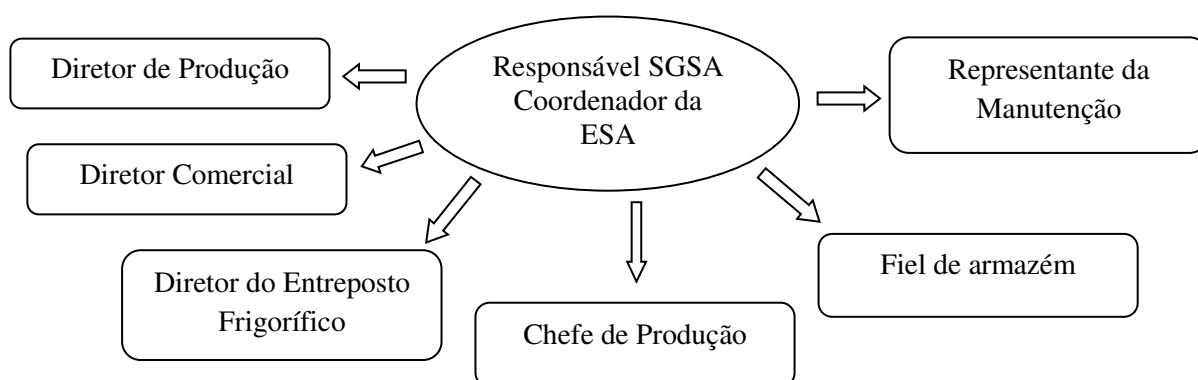 Responsável SGSA
Coordenador da
ESA
Diretor de Produção
Representante da
Manutenção
Diretor Comercial
Fiel de armazém
Diretor do Entreposto
Frigorífico
Chefe de Produção